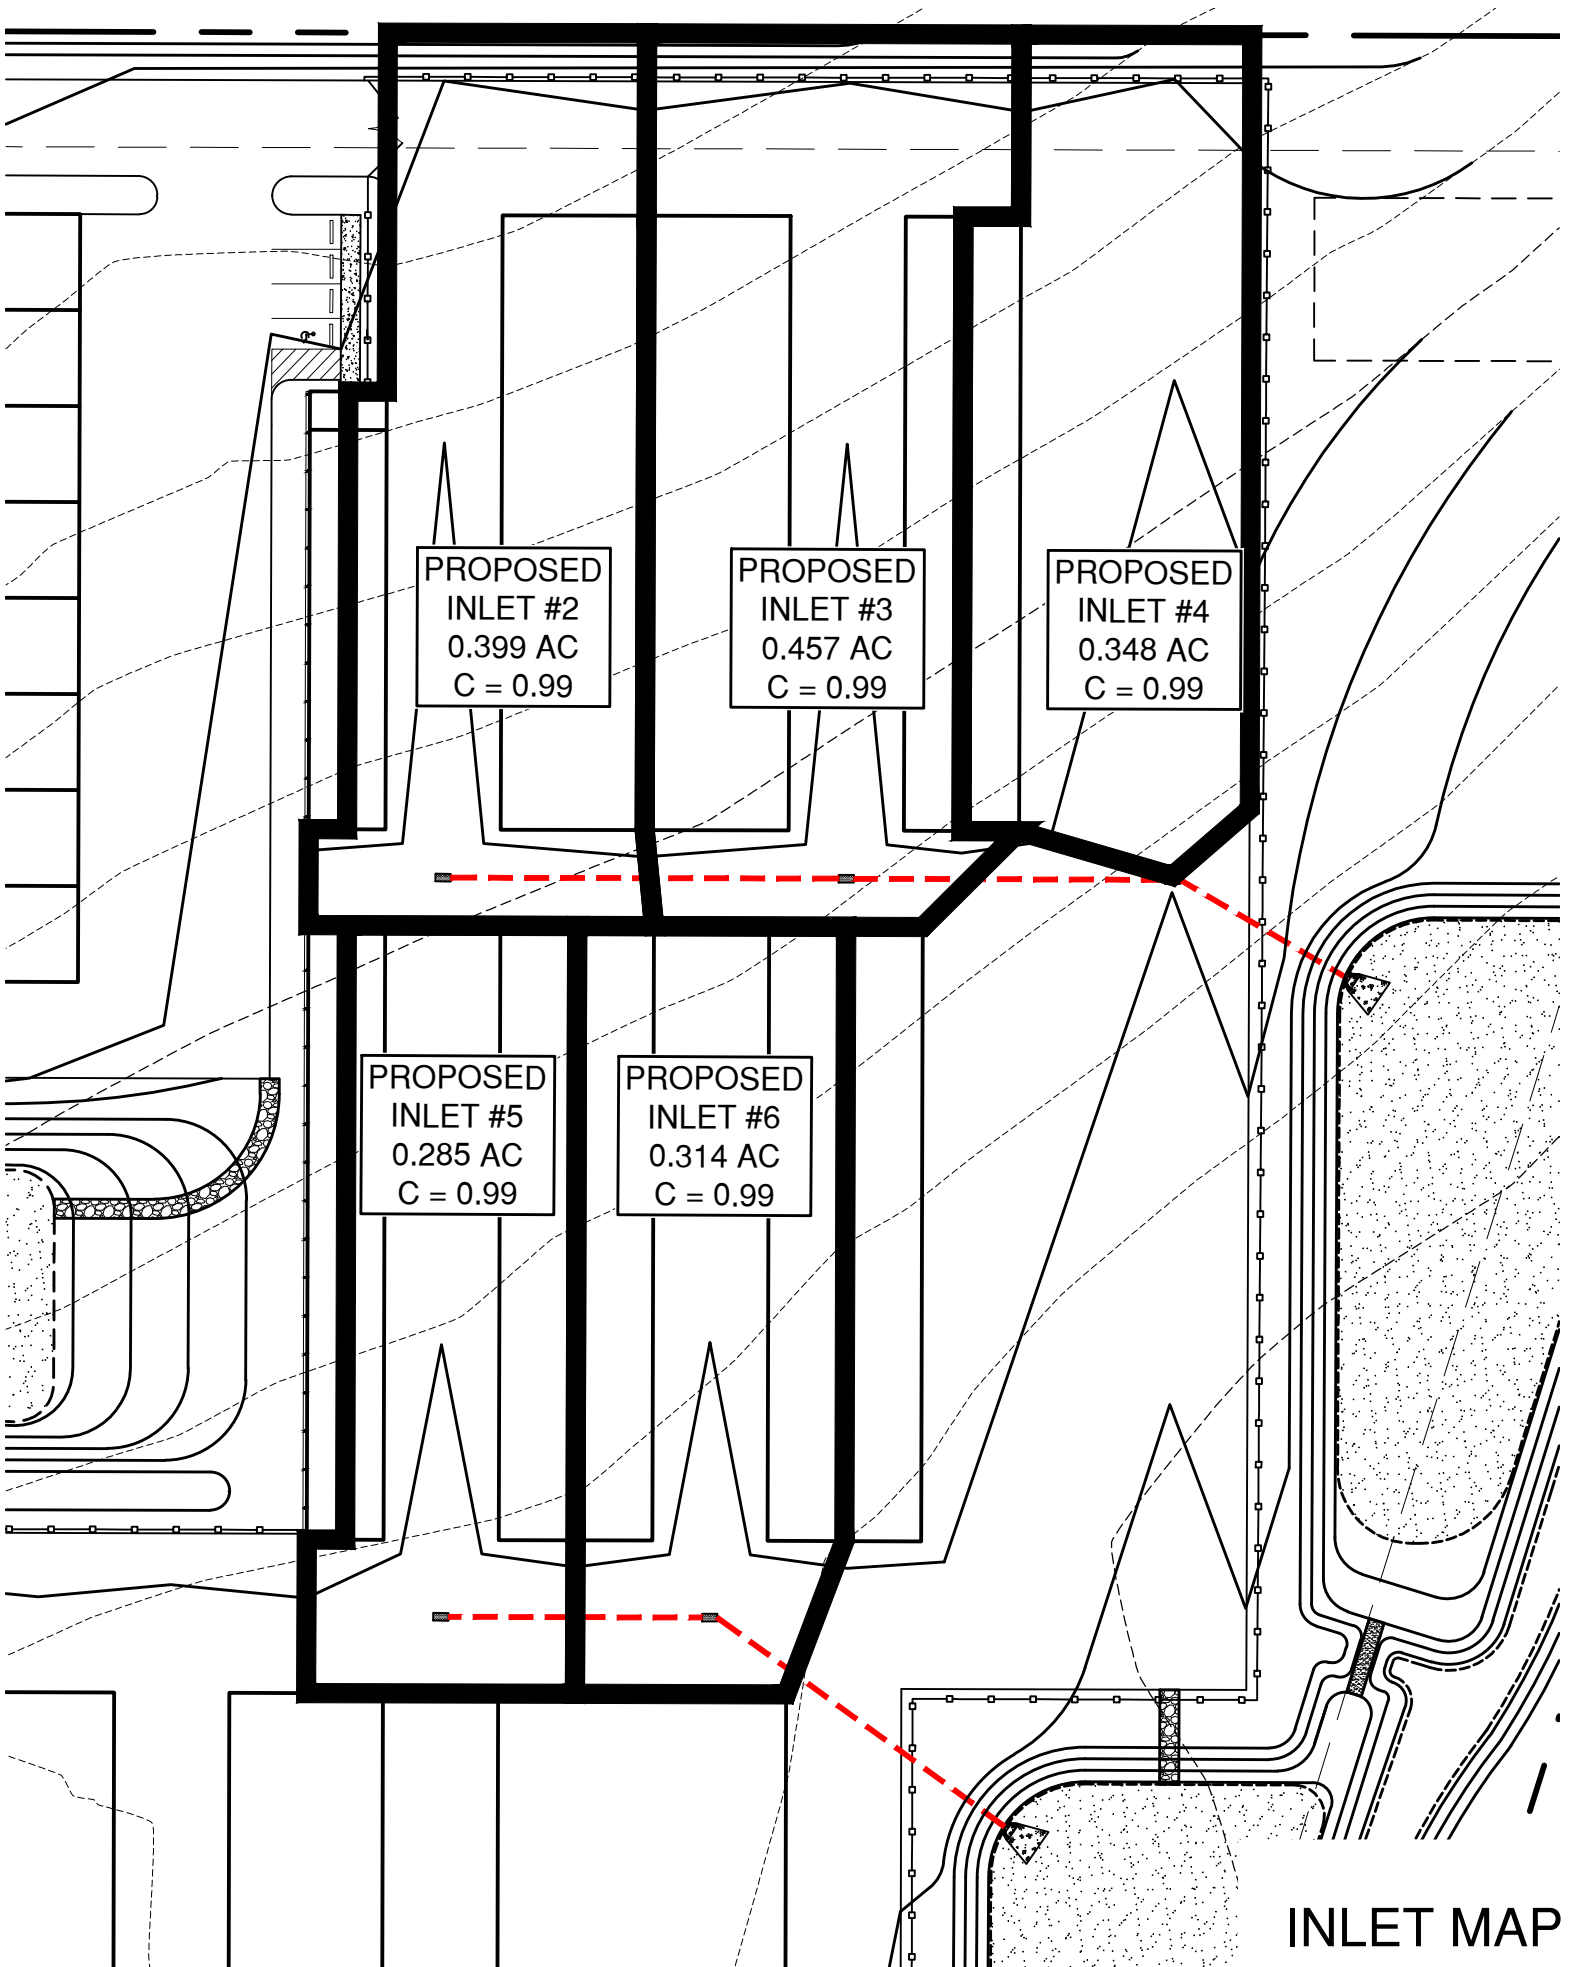 PROPOSED
INLET #2
0.399 AC
C = 0.99
PROPOSED
INLET #3
0.457 AC
C = 0.99
PROPOSED
INLET #4
0.348 AC
C = 0.99
PROPOSED
INLET #5
0.285 AC
C = 0.99
PROPOSED
INLET #6
0.314 AC
C = 0.99
INLET MAP